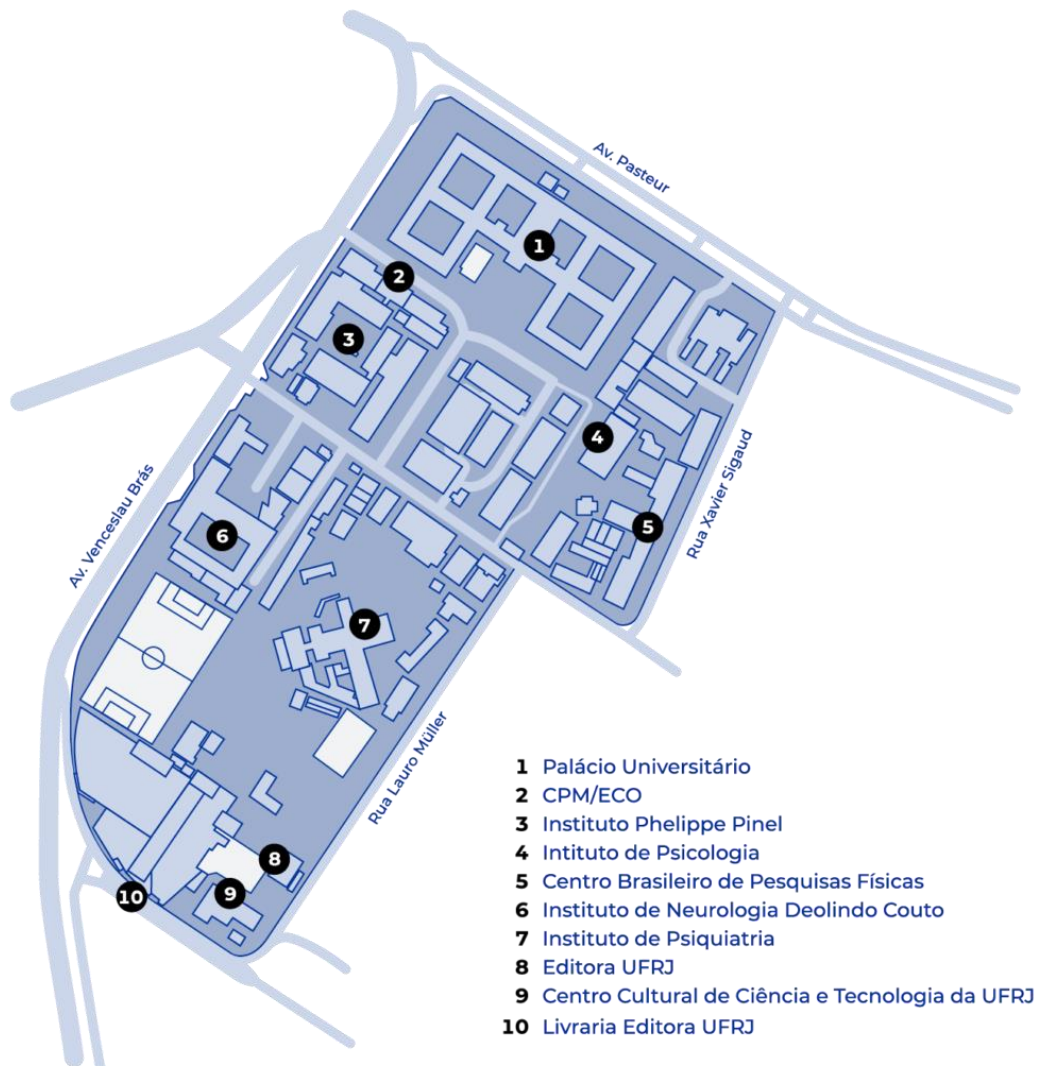 Av. Pasteur
1
2
3
4
Rua Xavier Sigaud
5
Av. Venceslau Brás
6
7
Rua Lauro Müller
8
9
10
1 Palácio Universitário
2 CPM/ECO
3 Instituto Phelippe Pinel
4 Intituto de Psicologia
5 Centro Brasileiro de Pesquisas Físicas
6 Instituto de Neurologia Deolindo Couto
7 Instituto de Psiquiatria
8 Editora UFRJ
9 Centro Cultural de Ciência e Tecnologia da UFRJ
10 Livraria Editora UFRJ